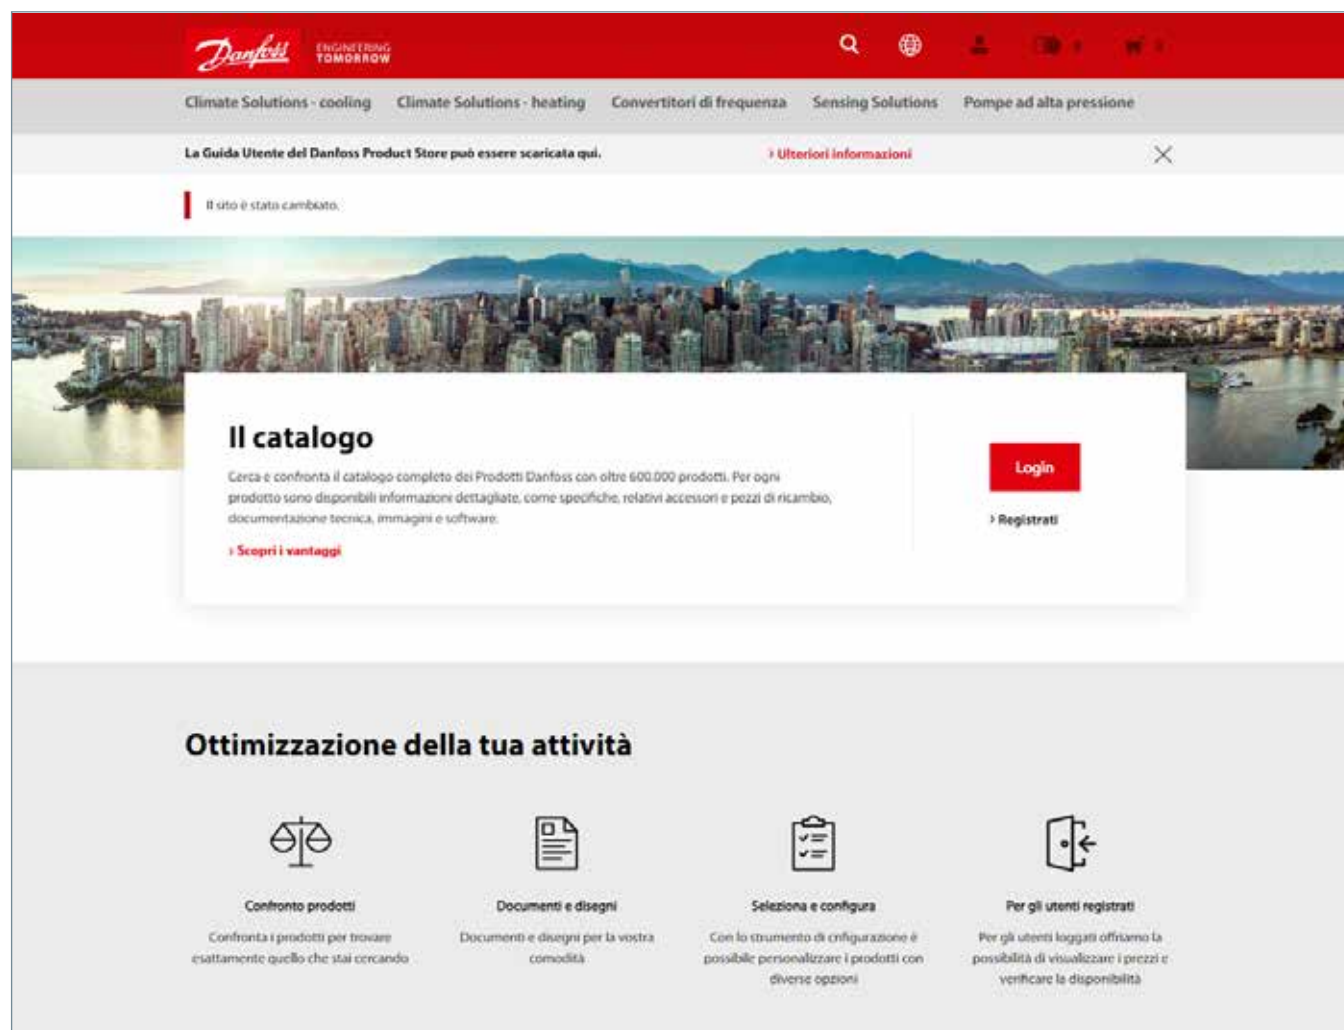 Danfoss
ENGINEERING
TOMORROW
Climate Solutions - cooling Climate Solutions - heating Convertitori di frequenza Sensing Solutions Pompe ad alta pressione
La Guida Utente del Danfoss Product Store può essere scaricata qui. › Ulteriori informazioni
Il sito è stato cambiato.
Il catalogo
Cerca e confronta il catalogo completo dei Prodotti Danfoss con oltre 600.000 prodotti. Per ogni
prodotto sono disponibili informazioni dettagliate, come specifiche, relativi accessori e pezzi di ricambio,
documentazione tecnica, immagini e software.
› Scopri i vantaggi
Login
› Registrati
Ottimizzazione della tua attività
Confronto prodotti
Confronta i prodotti per trovare
esattamente quello che stai cercando
Documenti e disegni
Documenti e disegni per la vostra
comodità
Seleziona e configura
Con lo strumento di cnfigurazione è
possibile personalizzare i prodotti con
diverse opzioni
Per gli utenti registrati
Per gli utenti loggati offriamo la
possibilità di visualizzare i prezzi e
verificare la disponibilità